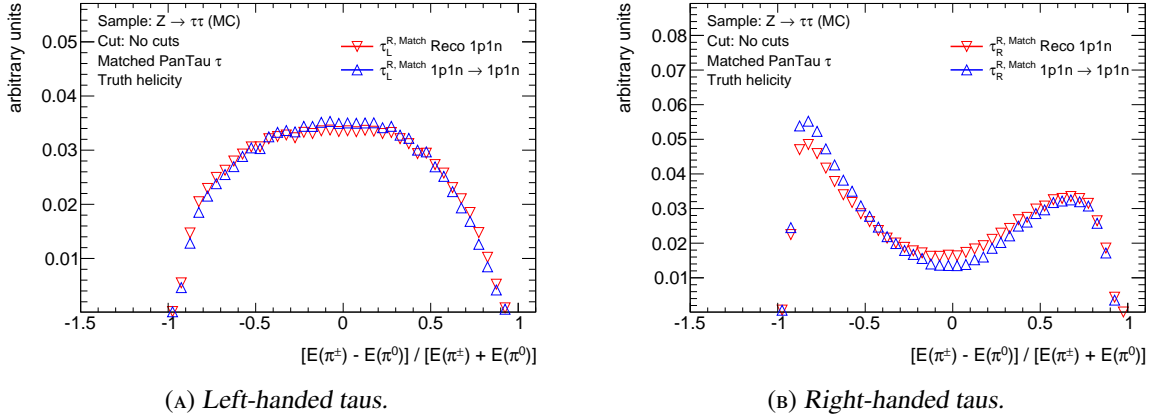 arbitrary units
0.05
0.04
0.03
0.02
0.01
Sample: Z → ττ (MC)
Cut: No cuts
Matched PanTau τ
Truth helicity
τ_L^{R, Match} Reco 1p1n
τ_L^{R, Match} 1p1n → 1p1n
-1.5 -1 -0.5 0 0.5 1
[E(π±) - E(π⁰)] / [E(π±) + E(π⁰)]
(A) Left-handed taus.
arbitrary units
0.08
0.07
0.06
0.05
0.04
0.03
0.02
0.01
Sample: Z → ττ (MC)
Cut: No cuts
Matched PanTau τ
Truth helicity
τ_R^{R, Match} Reco 1p1n
τ_R^{R, Match} 1p1n → 1p1n
-1.5 -1 -0.5 0 0.5 1
[E(π±) - E(π⁰)] / [E(π±) + E(π⁰)]
(B) Right-handed taus.